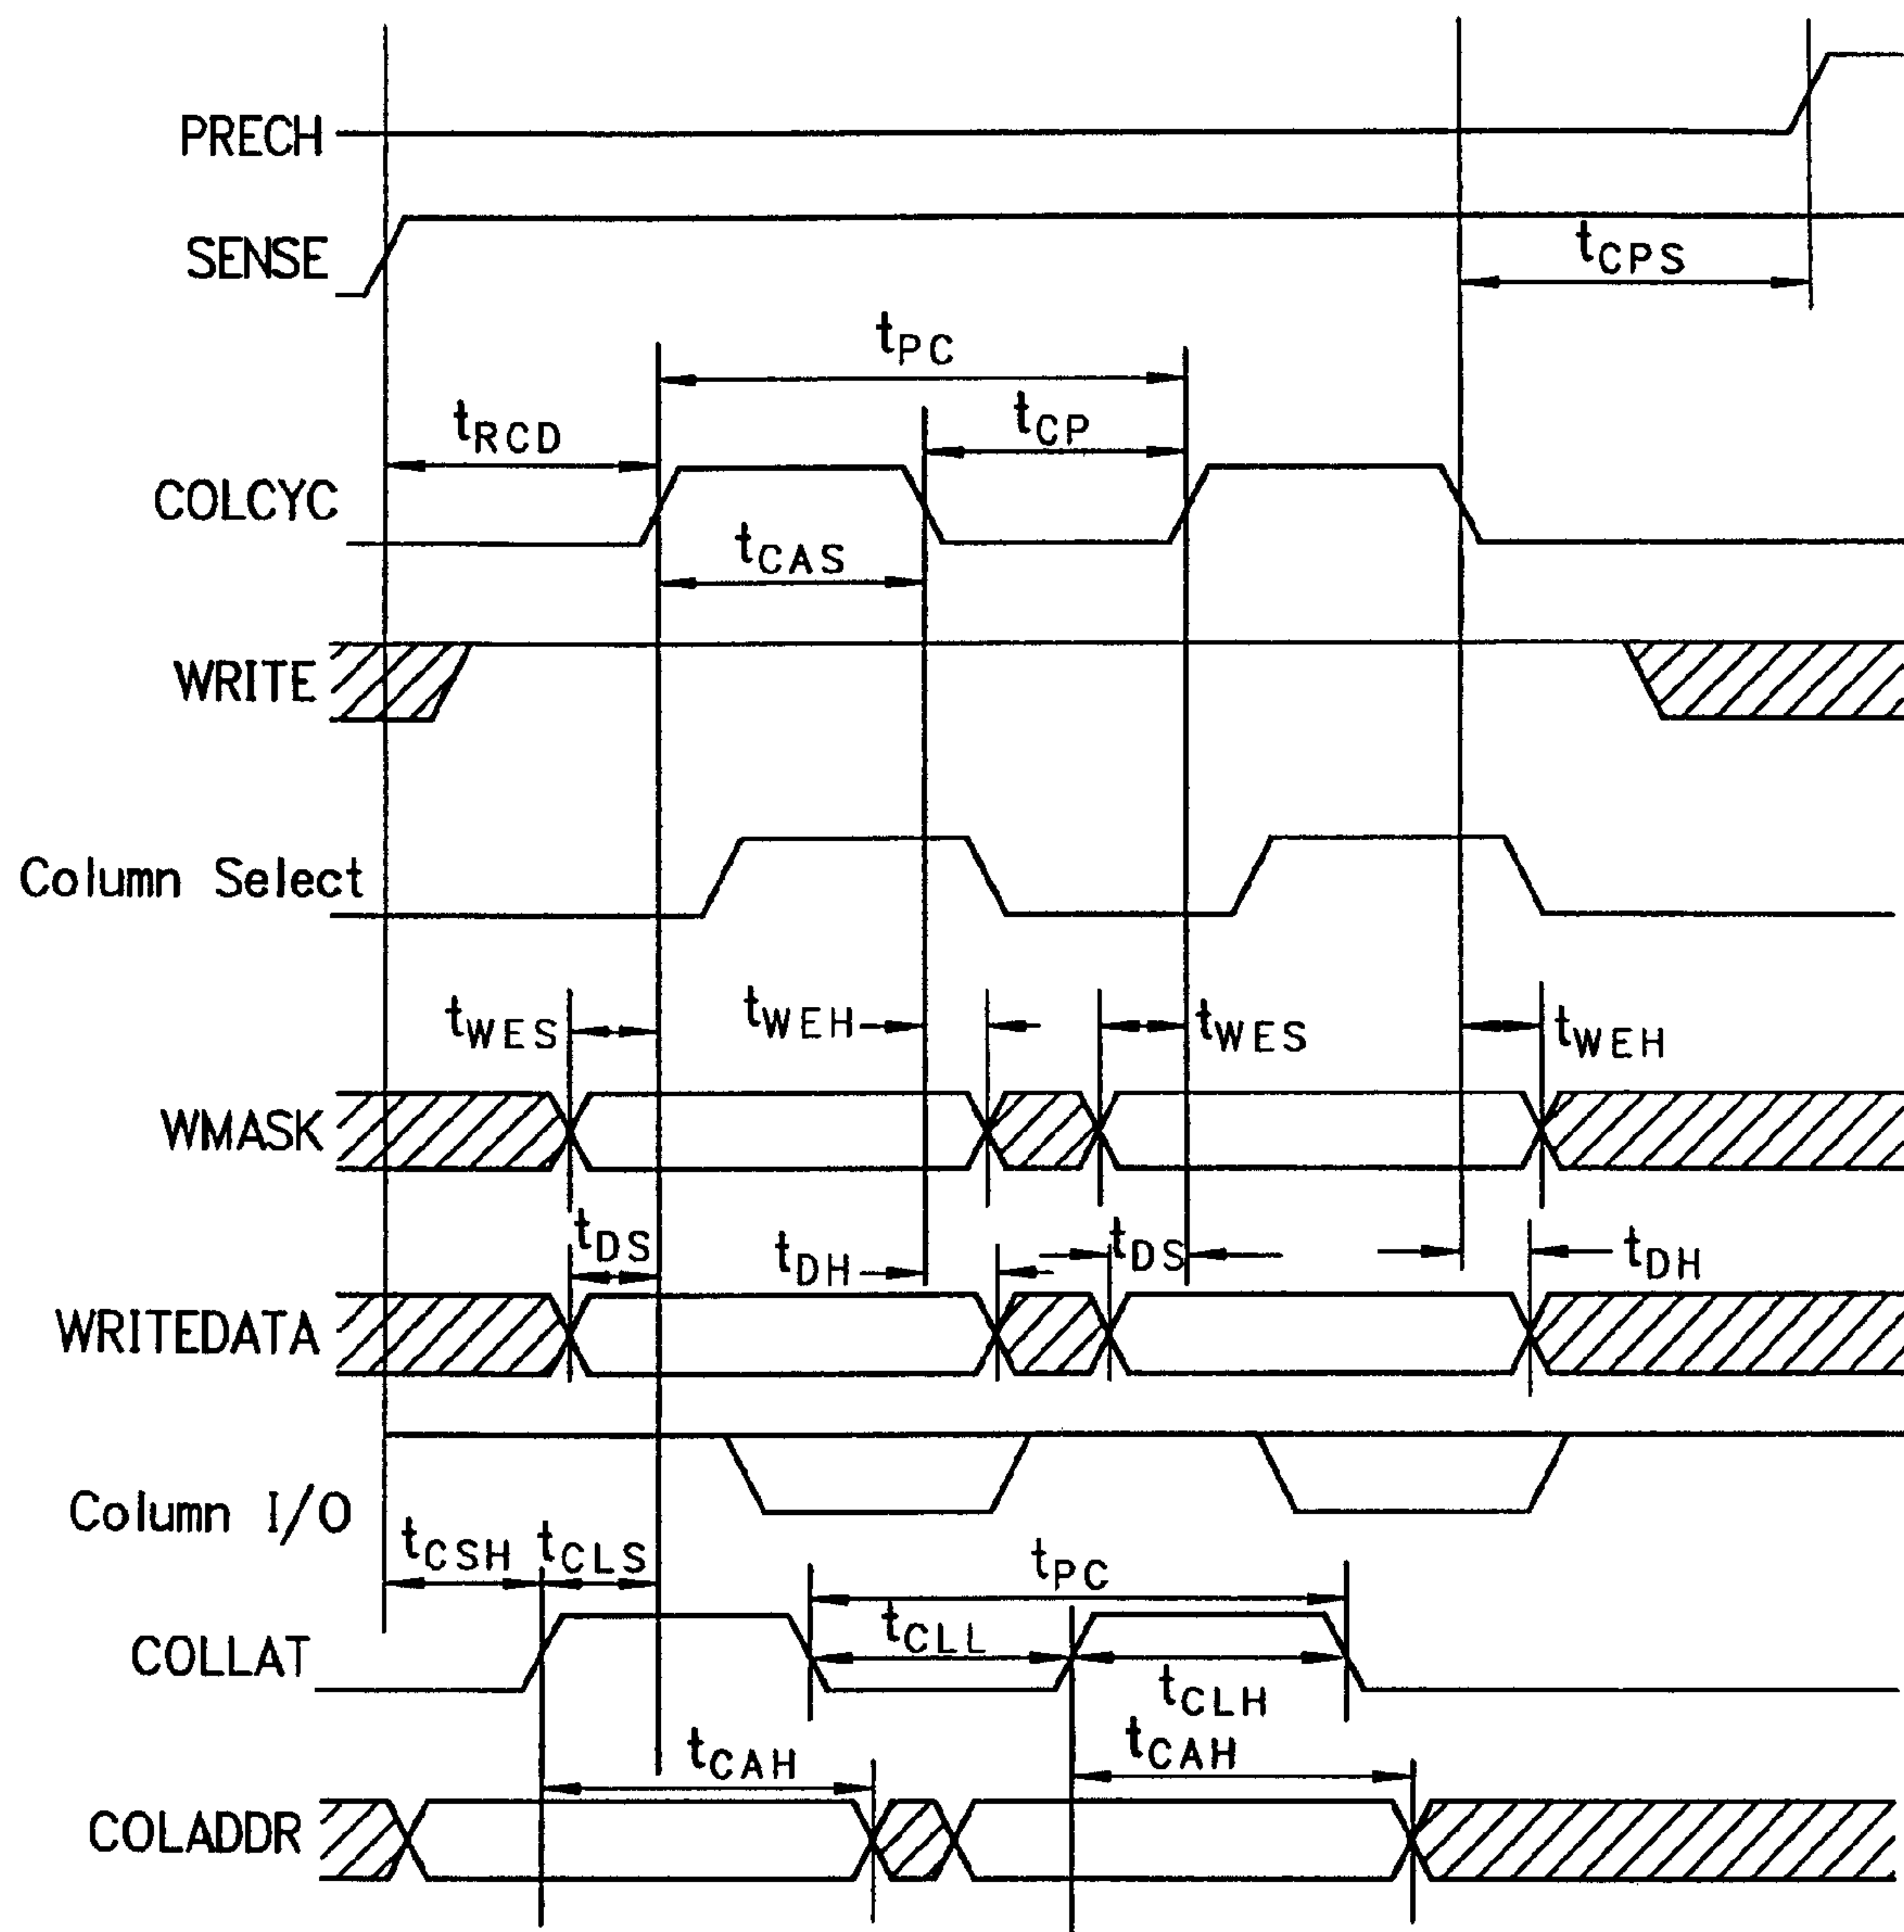 PRECH
SENSE
tCPS
tPC
tRCD
tCP
COLCYC
tCAS
WRITE
Column Select
tWES
tWEH
tWES
tWEH
WMASK
tDS
tDH
tDS
tDH
WRITEDATA
Column I/O
tCSH
tCLS
tPC
COLLAT
tCLL
tCLH
tCAH
tCAH
COLADDR